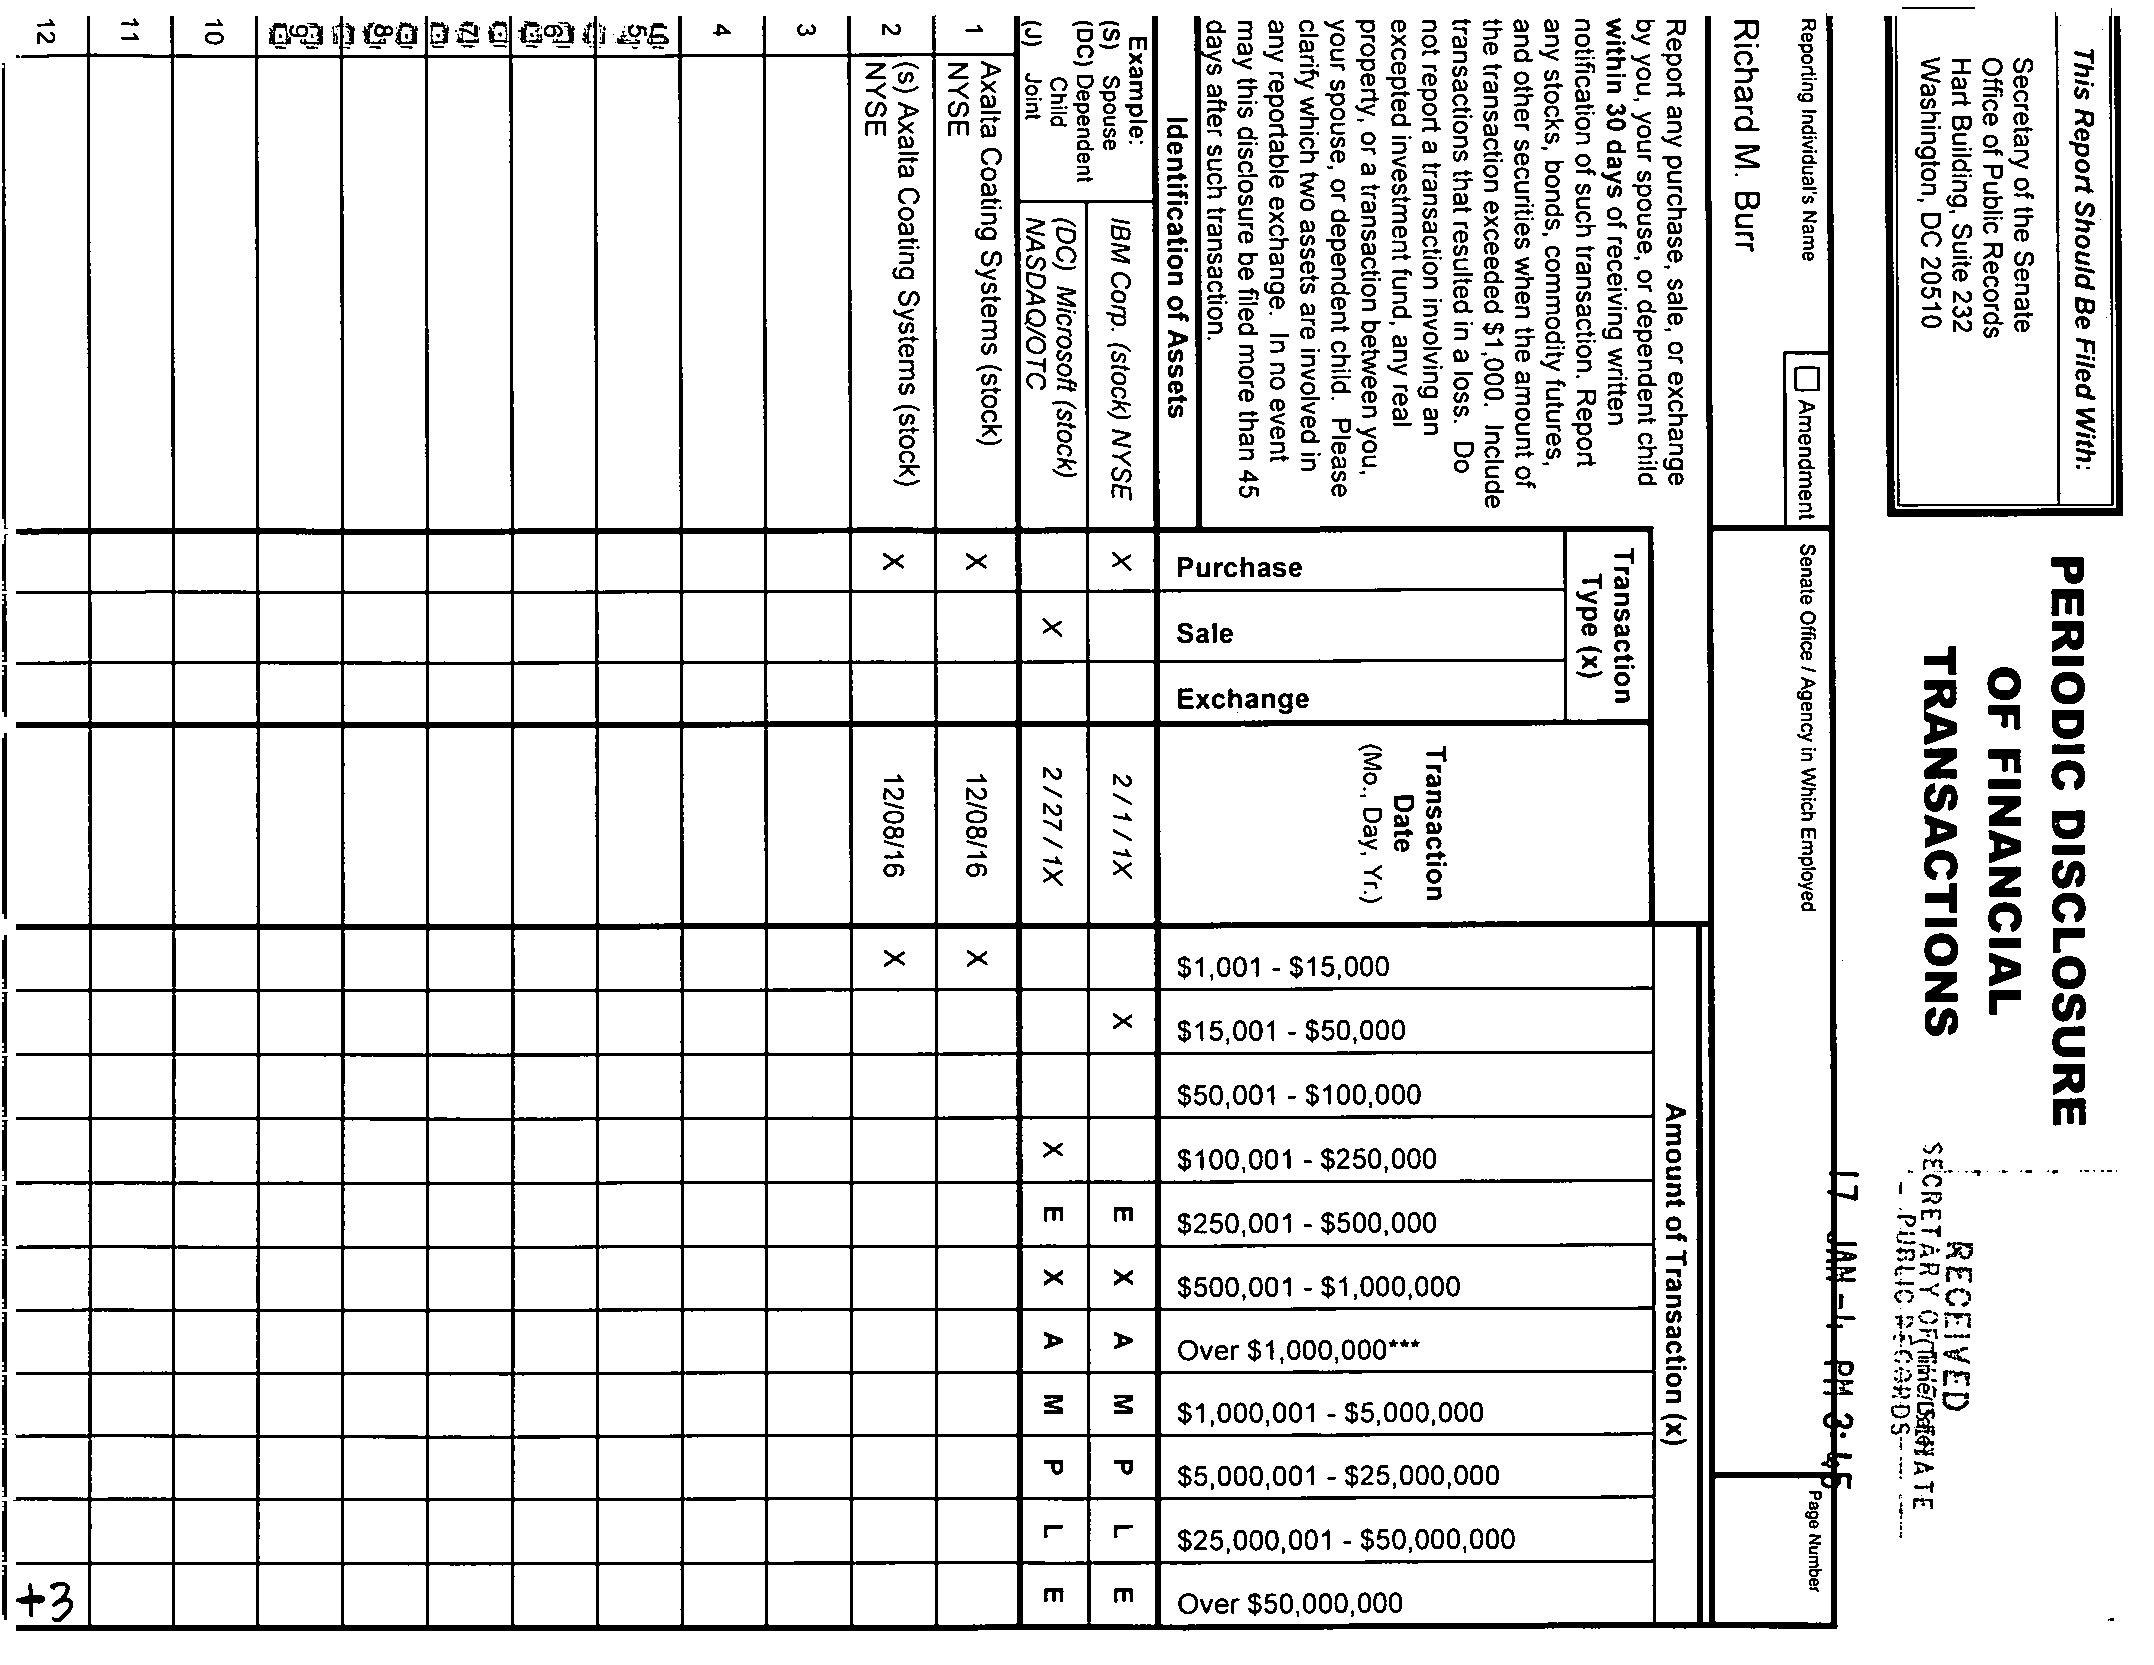 This Report Should Be Filed With:
Secretary of the Senate
Office of Public Records
Hart Building, Suite 232
Washington, DC 20510
PERIODIC DISCLOSURE
OF FINANCIAL
TRANSACTIONS
RECEIVED
SECRETARY OF SENATE
PUBLIC RECORDS
17 JAN -4 PM 3:45
Reporting Individual's Name
Richard M. Burr
Amendment
Senate Office / Agency in Which Employed
Page Number
Report any purchase, sale, or exchange
by you, your spouse, or dependent child
within 30 days of receiving written
notification of such transaction. Report
any stocks, bonds, commodity futures,
and other securities when the amount of
the transaction exceeded $1,000. Include
transactions that resulted in a loss. Do
not report a transaction involving an
excepted investment fund, any real
property, or a transaction between you,
your spouse, or dependent child. Please
clarify which two assets are involved in
any reportable exchange. In no event
may this disclosure be filed more than 45
days after such transaction.
Identification of Assets
Transaction
Type (x)
Purchase
Sale
Exchange
Transaction
Date
(Mo., Day, Yr.)
Amount of Transaction (x)
$1,001 - $15,000
$15,001 - $50,000
$50,001 - $100,000
$100,001 - $250,000
$250,001 - $500,000
$500,001 - $1,000,000
Over $1,000,000***
$1,000,001 - $5,000,000
$5,000,001 - $25,000,000
$25,000,001 - $50,000,000
Over $50,000,000
Example:
(S) Spouse
(DC) Dependent
Child
(J) Joint
IBM Corp. (stock) NYSE X 2 / 1 / 1X X E X A M P L E
(DC) Microsoft (stock)
NASDAQ/OTC X 2 / 27 / 1X X E X A M P L E
1 Axalta Coating Systems (stock)
NYSE X 12/08/16 X
2 (s) Axalta Coating Systems (stock)
NYSE X 12/08/16 X
3
4
5
6
7
8
9
10
11
12
+3